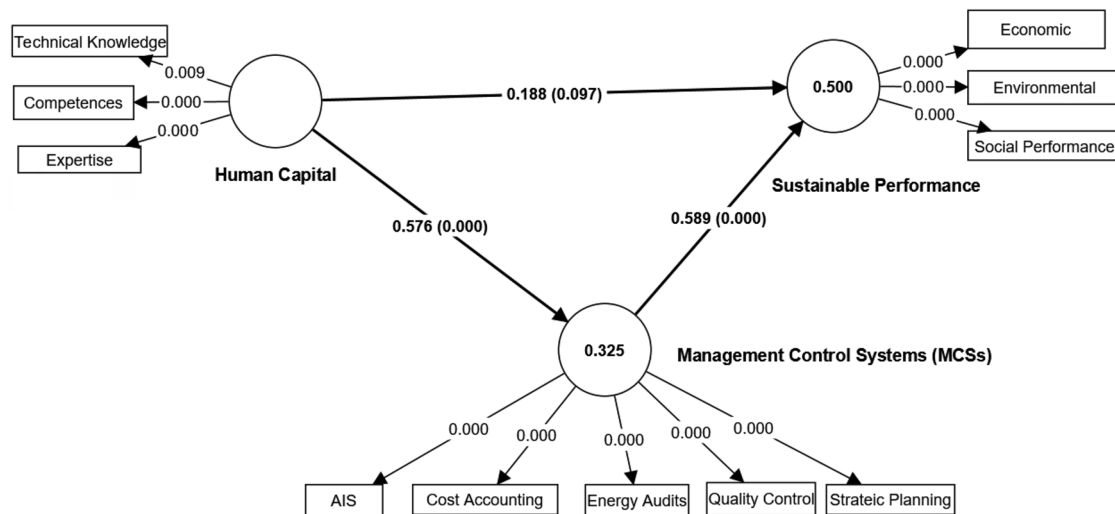 Technical Knowledge
Competences
Expertise
0.009
0.000
0.000
Human Capital
0.188 (0.097)
0.576 (0.000)
0.589 (0.000)
0.500
0.000
0.000
0.000
Economic
Environmental
Social Performance
Sustainable Performance
0.325
Management Control Systems (MCSs)
0.000
0.000
0.000
0.000
0.000
AIS
Cost Accounting
Energy Audits
Quality Control
Strateic Planning